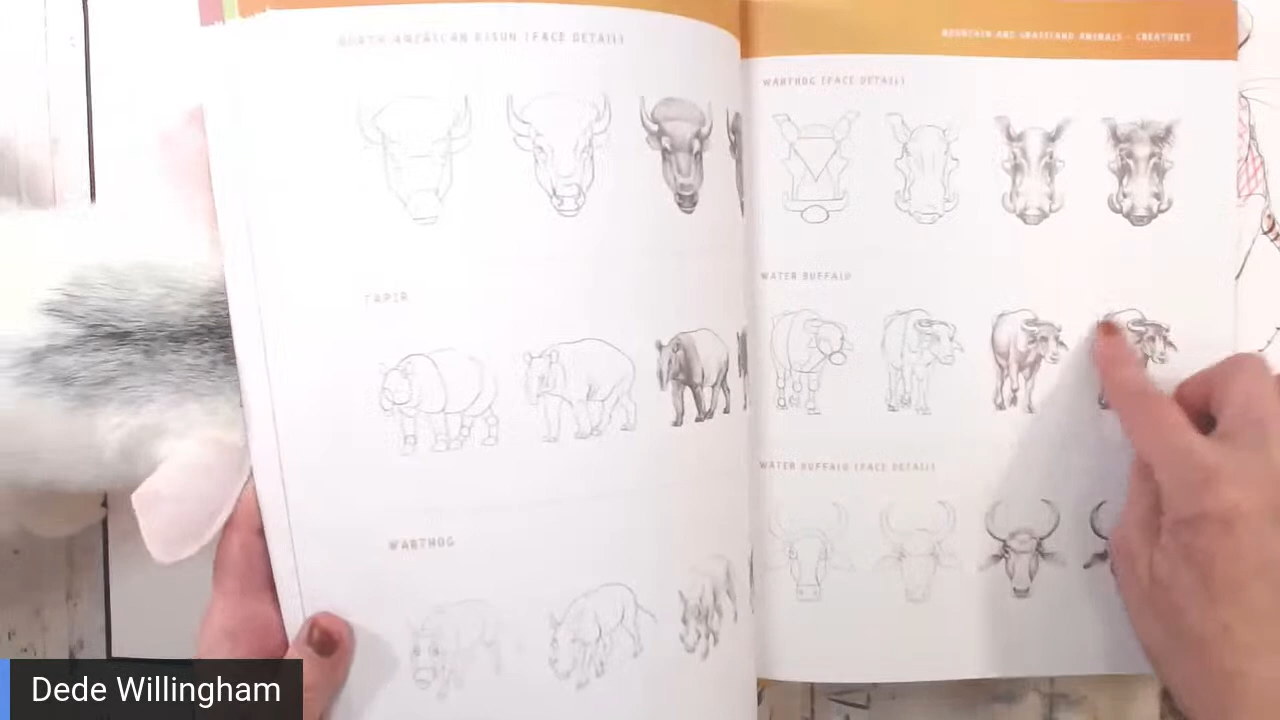 NORTH AMERICAN BISON (FACE DETAIL)
TAPIR
WARTHOG
MOUNTAIN AND GRASSLAND ANIMALS - CREATURES
WARTHOG (FACE DETAIL)
WATER BUFFALO
WATER BUFFALO (FACE DETAIL)
Dede Willingham